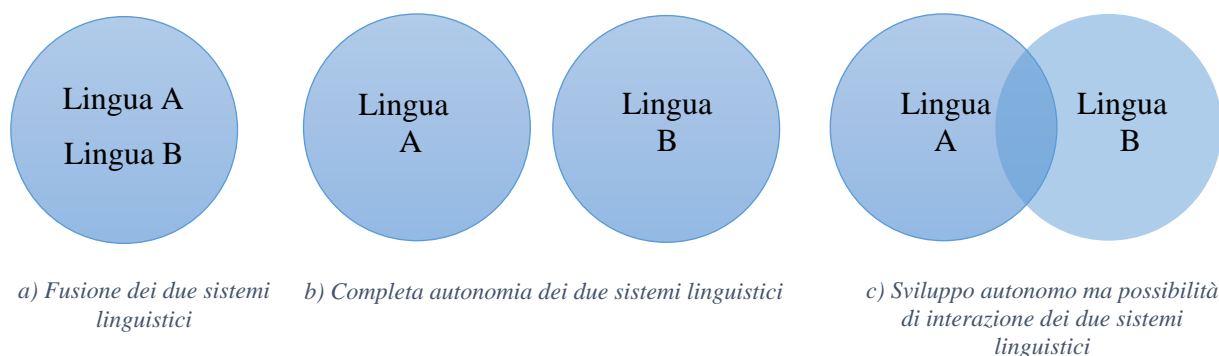 Lingua A
Lingua B
Lingua
A
Lingua
B
Lingua
A
Lingua
B
a) Fusione dei due sistemi
linguistici
b) Completa autonomia dei due sistemi linguistici
c) Sviluppo autonomo ma possibilità
di interazione dei due sistemi
linguistici